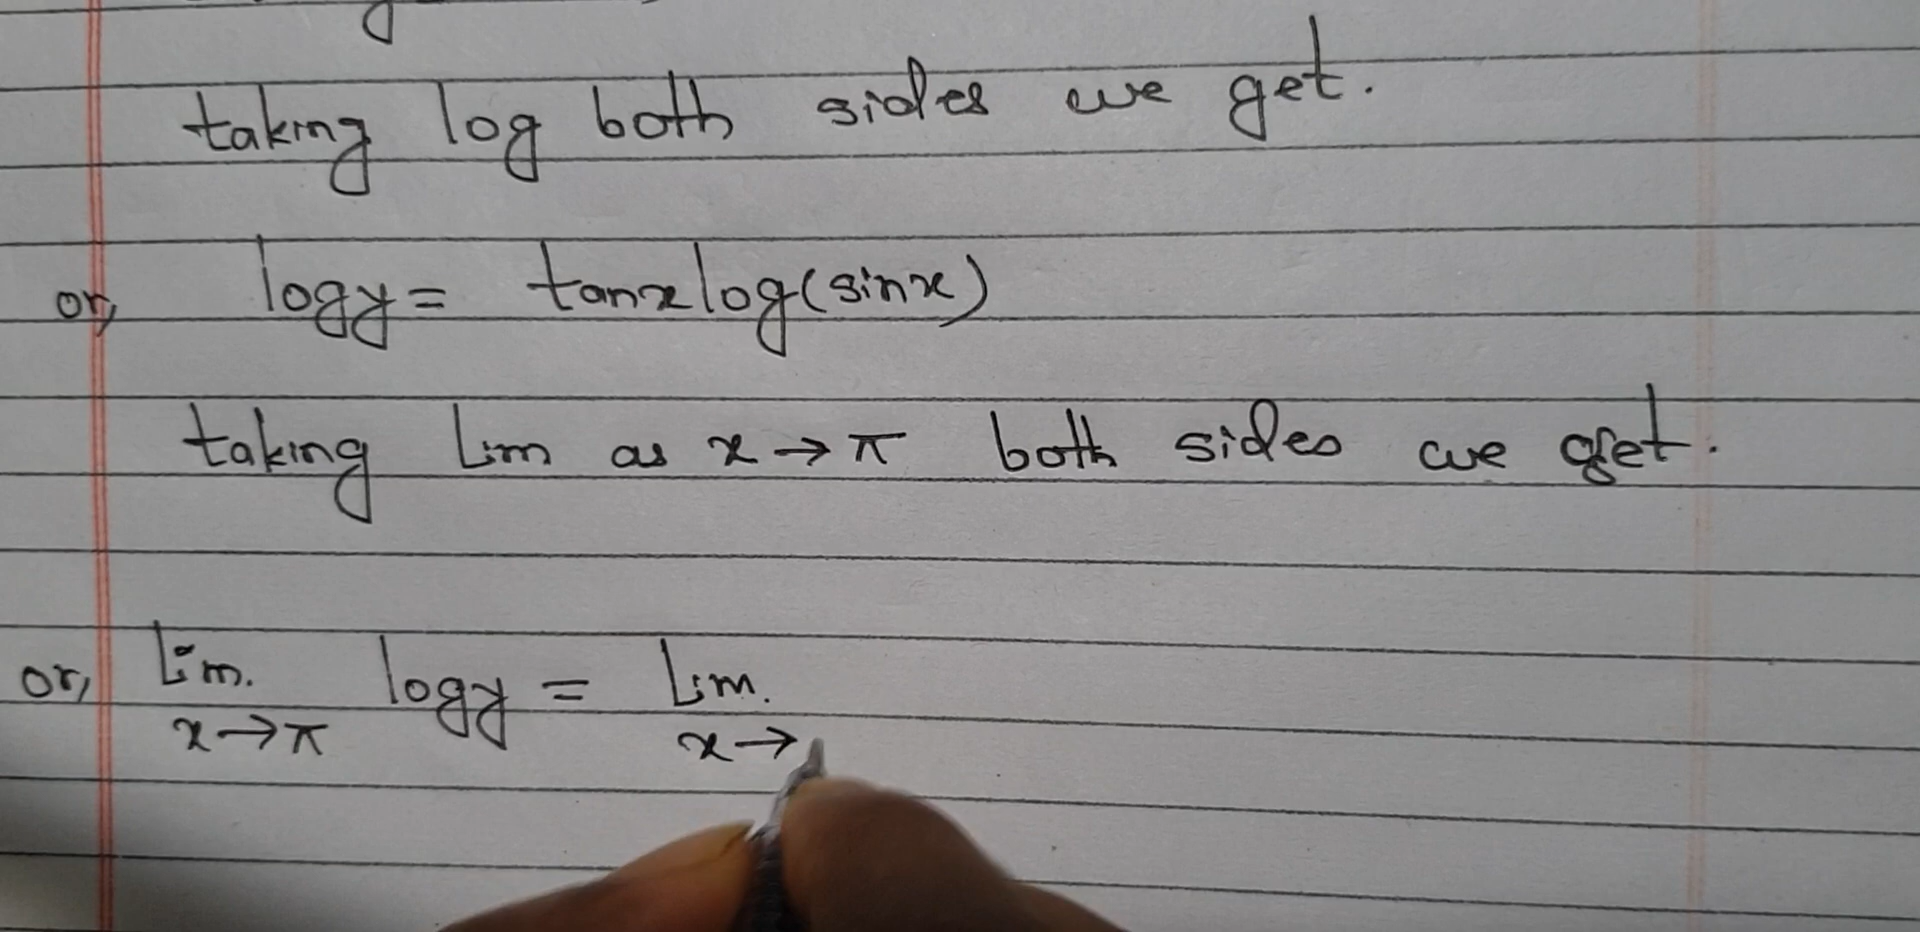 taking log both sides we get.
or, logy = tanx log(sinx)
taking Lim as x → π both sides we get.
or, Lim. logy = Lim.
x → π x →